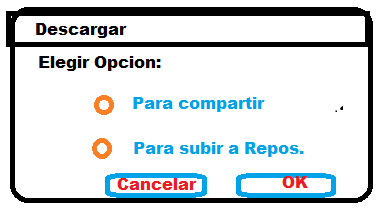 Descargar
Elegir Opcion:
Para compartir
Para subir a Repos.
Cancelar OK